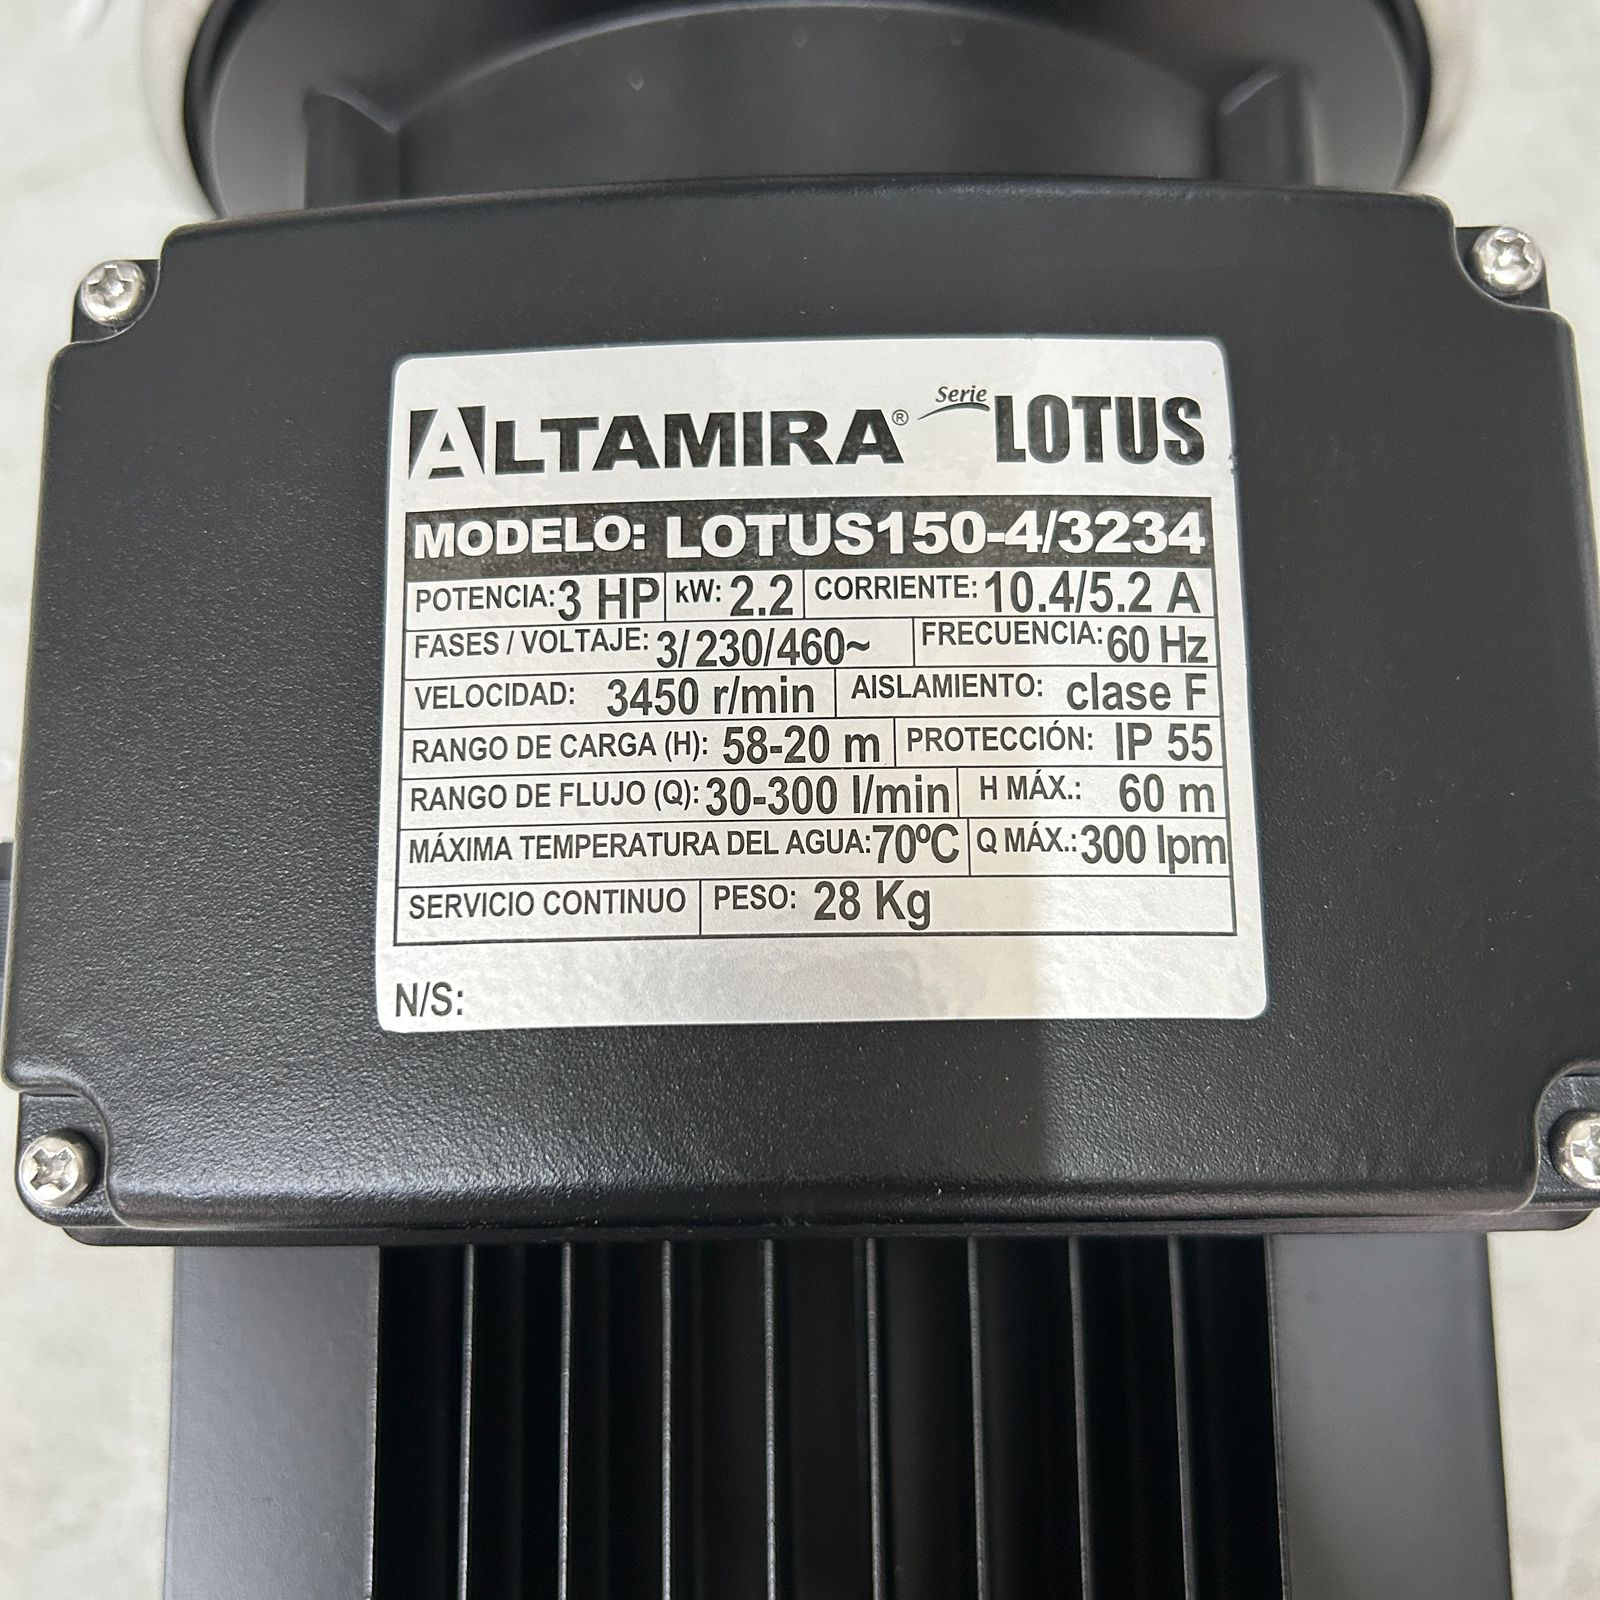 ALTAMIRA® Serie LOTUS
MODELO: LOTUS150-4/3234
POTENCIA: 3 HP kW: 2.2 CORRIENTE: 10.4/5.2 A
FASES / VOLTAJE: 3/230/460~ FRECUENCIA: 60 Hz
VELOCIDAD: 3450 r/min AISLAMIENTO: clase F
RANGO DE CARGA (H): 58-20 m PROTECCIÓN: IP 55
RANGO DE FLUJO (Q): 30-300 l/min H MÁX.: 60 m
MÁXIMA TEMPERATURA DEL AGUA: 70ºC Q MÁX.: 300 lpm
SERVICIO CONTINUO PESO: 28 Kg
N/S: